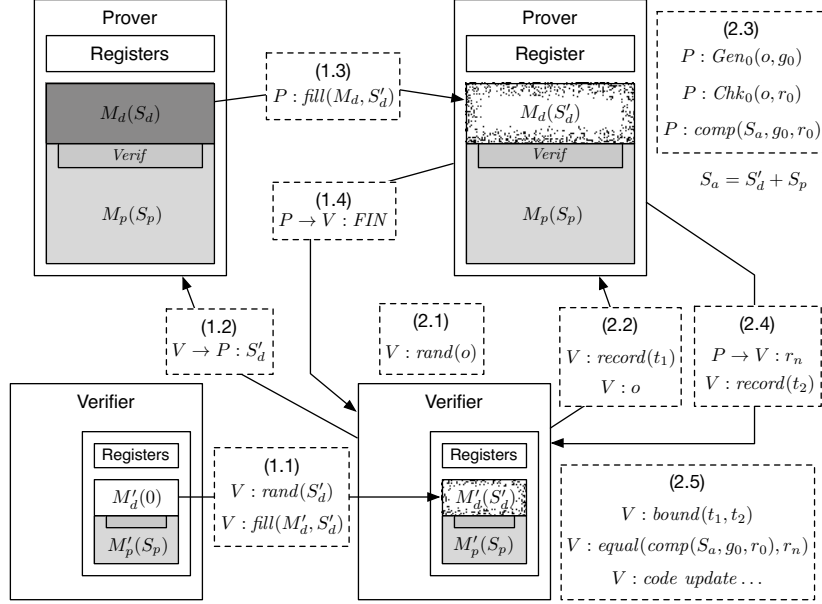 Prover
Registers
M_d(S_d)
Verif
M_p(S_p)
(1.3)
P : fill(M_d, S′_d)
Prover
Register
M_d(S′_d)
Verif
M_p(S_p)
(2.3)
P : Gen_0(o, g_0)
P : Chk_0(o, r_0)
P : comp(S_a, g_0, r_0)
S_a = S′_d + S_p
(1.4)
P → V : FIN
(1.2)
V → P : S′_d
(2.1)
V : rand(o)
(2.2)
V : record(t_1)
V : o
(2.4)
P → V : r_n
V : record(t_2)
Verifier
Registers
M′_d(0)
M′_p(S_p)
(1.1)
V : rand(S′_d)
V : fill(M′_d, S′_d)
Verifier
Registers
M′_d(S′_d)
M′_p(S_p)
(2.5)
V : bound(t_1, t_2)
V : equal(comp(S_a, g_0, r_0), r_n)
V : code update . . .